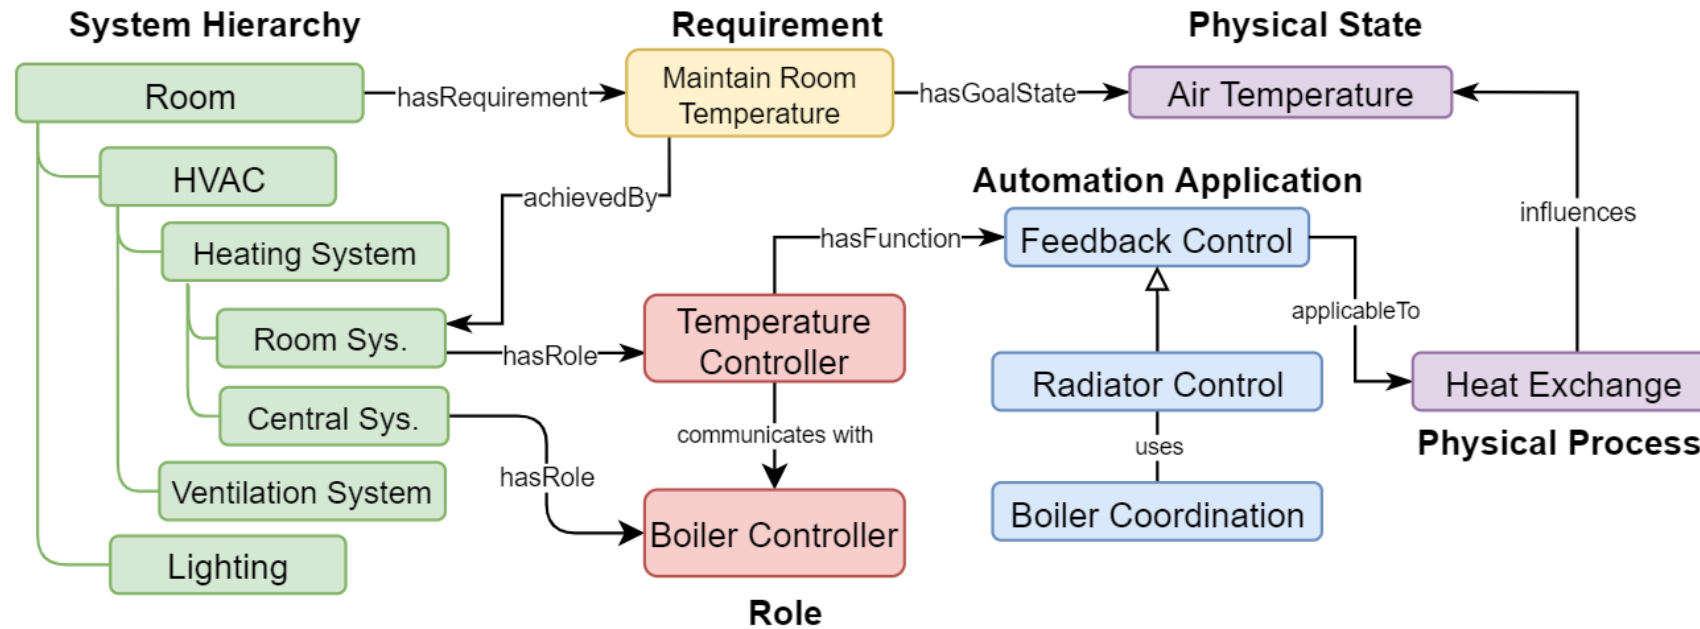 System Hierarchy
Requirement
Physical State
Room
hasRequirement
Maintain Room
Temperature
hasGoalState
Air Temperature
HVAC
achievedBy
Automation Application
influences
Heating System
hasFunction
Feedback Control
applicableTo
Room Sys.
hasRole
Temperature
Controller
Radiator Control
Heat Exchange
Central Sys.
communicates with
uses
Physical Process
hasRole
Ventilation System
Boiler Controller
Boiler Coordination
Lighting
Role